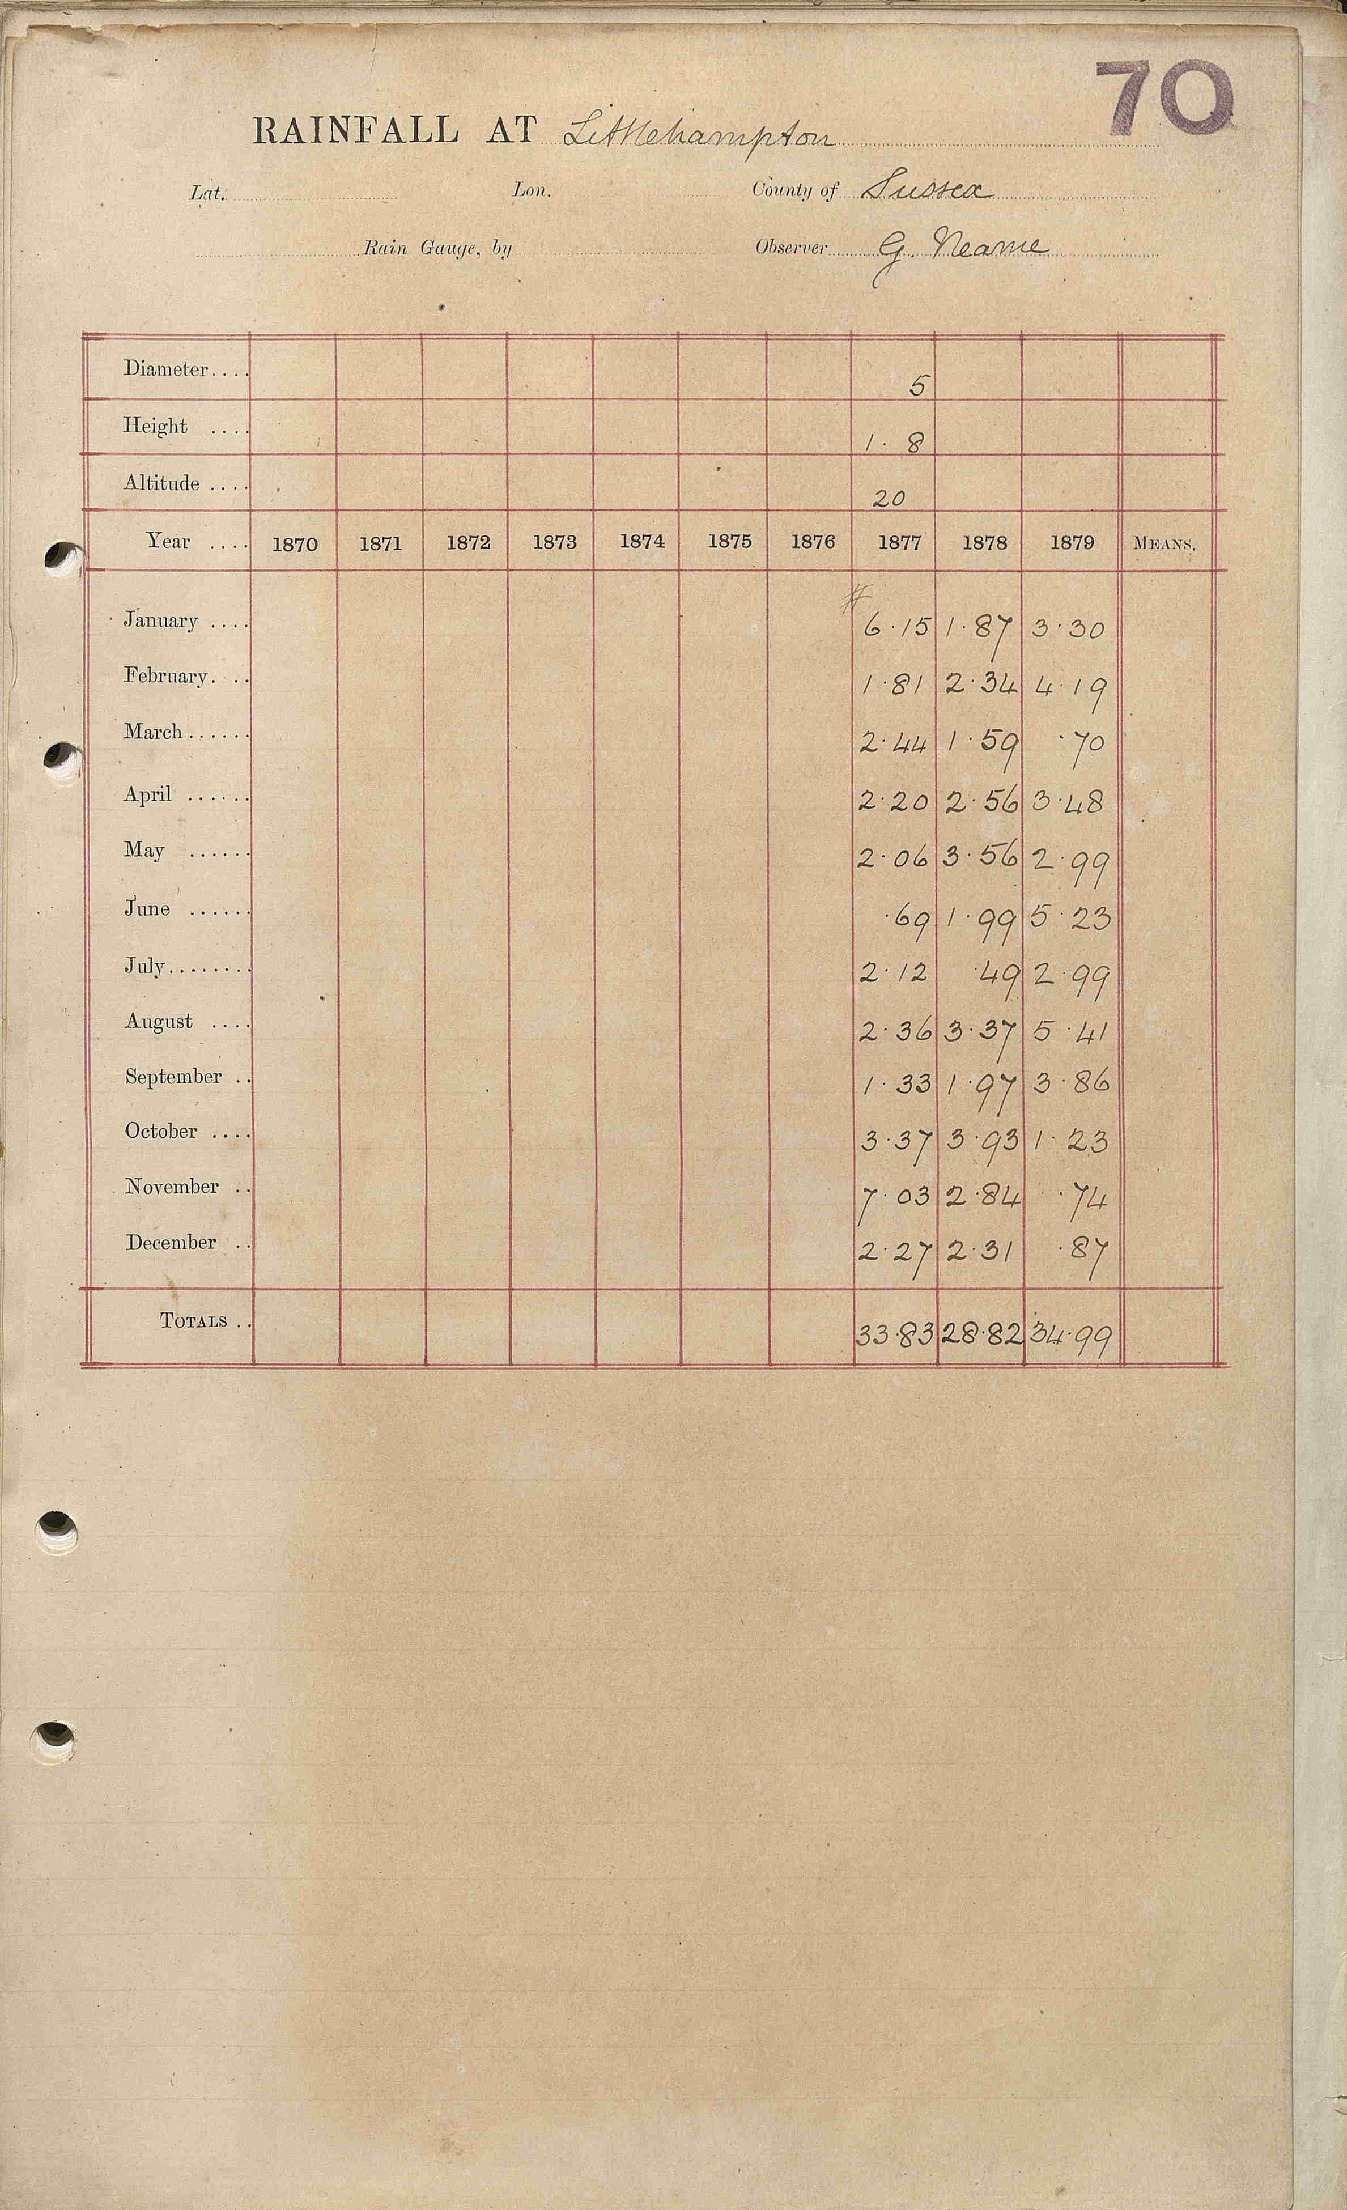 70
RAINFALL AT Littlehampton
Lat. Lon. County of Sussex
Rain Gauge, by Observer G. Neame
Diameter.... 5
Height .... 1. 8
Altitude .... 20
Year .... 1870 1871 1872 1873 1874 1875 1876 1877 1878 1879 MEANS.
#
January .... 6.15 1.87 3.30
February. .. 1.81 2.34 4.19
March...... 2.44 1.59 .70
April ...... 2.20 2.56 3.48
May ...... 2.06 3.56 2.99
June ...... .69 1.99 5.23
July........ 2.12 .49 2.99
August .... 2.36 3.37 5.41
September .. 1.33 1.97 3.86
October .... 3.37 3.93 1.23
November .. 7.03 2.84 .74
December .. 2.27 2.31 .87
TOTALS .. 33.83 28.82 34.99